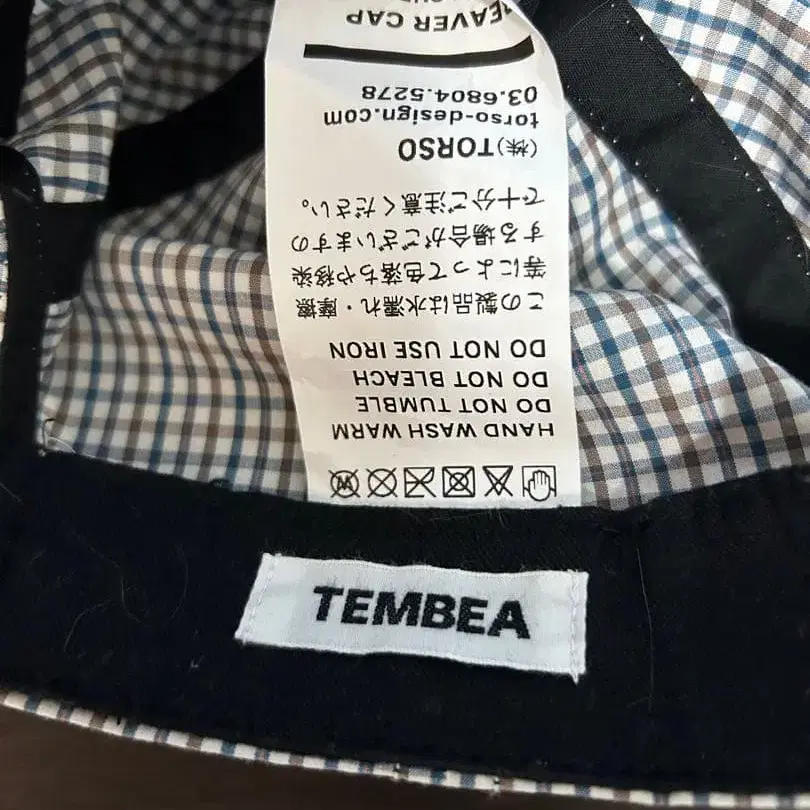 HAND WASH WARM
DO NOT TUMBLE
DO NOT BLEACH
DO NOT USE IRON
この製品は水濡れ・摩擦
等によって色落ちや移染
する場合がございますの
で十分ご注意ください。
(株)TORSO
torso-design.com
03.6804.5278
CAP
TEMBEA